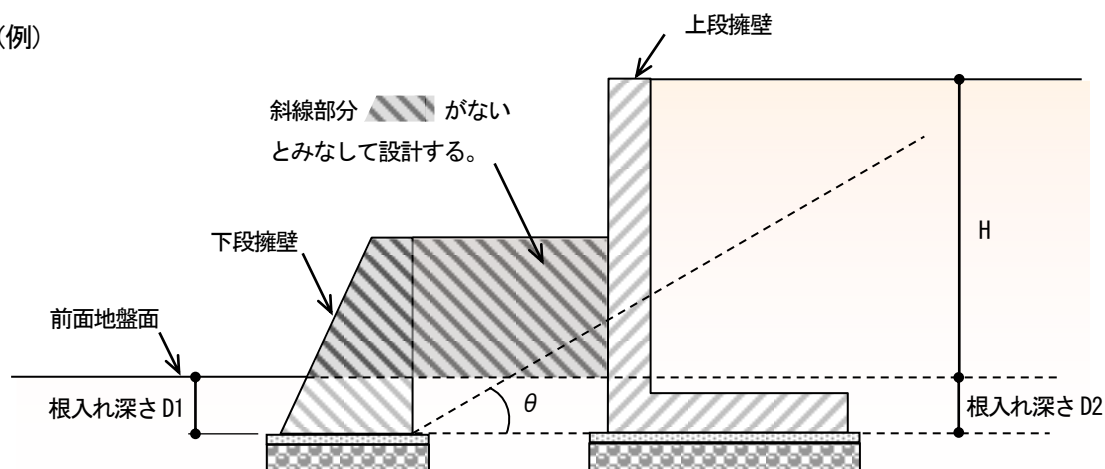 (例)
上段擁壁
斜線部分 がない
とみなして設計する。
下段擁壁
H
前面地盤面
根入れ深さ D1
θ
根入れ深さ D2